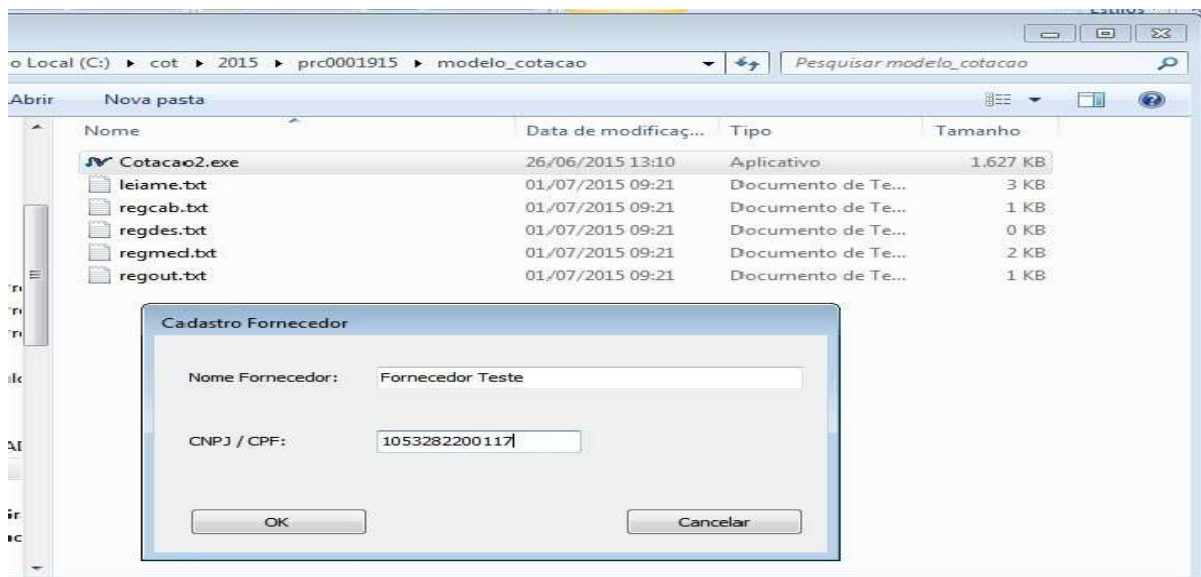 Estilos
o Local (C:) ▸ cot ▸ 2015 ▸ prc0001915 ▸ modelo_cotacao Pesquisar modelo_cotacao
Abrir Nova pasta
Nome Data de modificaç... Tipo Tamanho
Cotacao2.exe 26/06/2015 13:10 Aplicativo 1.627 KB
leiame.txt 01/07/2015 09:21 Documento de Te... 3 KB
regcab.txt 01/07/2015 09:21 Documento de Te... 1 KB
regdes.txt 01/07/2015 09:21 Documento de Te... 0 KB
regmed.txt 01/07/2015 09:21 Documento de Te... 2 KB
regout.txt 01/07/2015 09:21 Documento de Te... 1 KB
Cadastro Fornecedor
Nome Fornecedor: Fornecedor Teste
CNPJ / CPF: 1053282200117
OK Cancelar